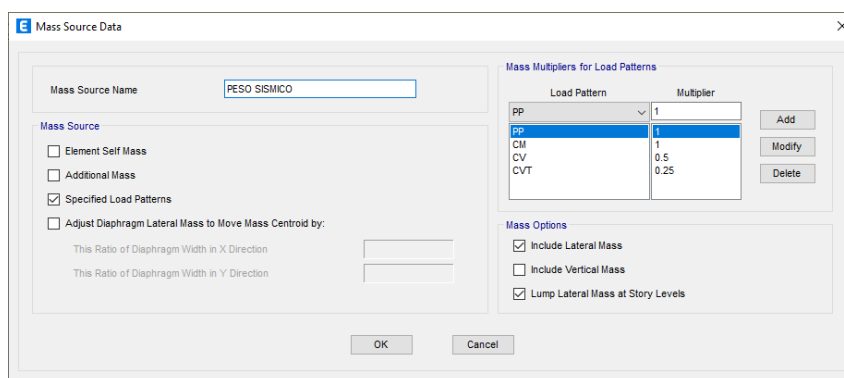 E Mass Source Data
Mass Source Name PESO SISMICO
Mass Source
Element Self Mass
Additional Mass
Specified Load Patterns
Adjust Diaphragm Lateral Mass to Move Mass Centroid by:
This Ratio of Diaphragm Width in X Direction
This Ratio of Diaphragm Width in Y Direction
Mass Multipliers for Load Patterns
Load Pattern Multiplier
PP 1
PP 1
CM 1
CV 0.5
CVT 0.25
Add
Modify
Delete
Mass Options
Include Lateral Mass
Include Vertical Mass
Lump Lateral Mass at Story Levels
OK Cancel